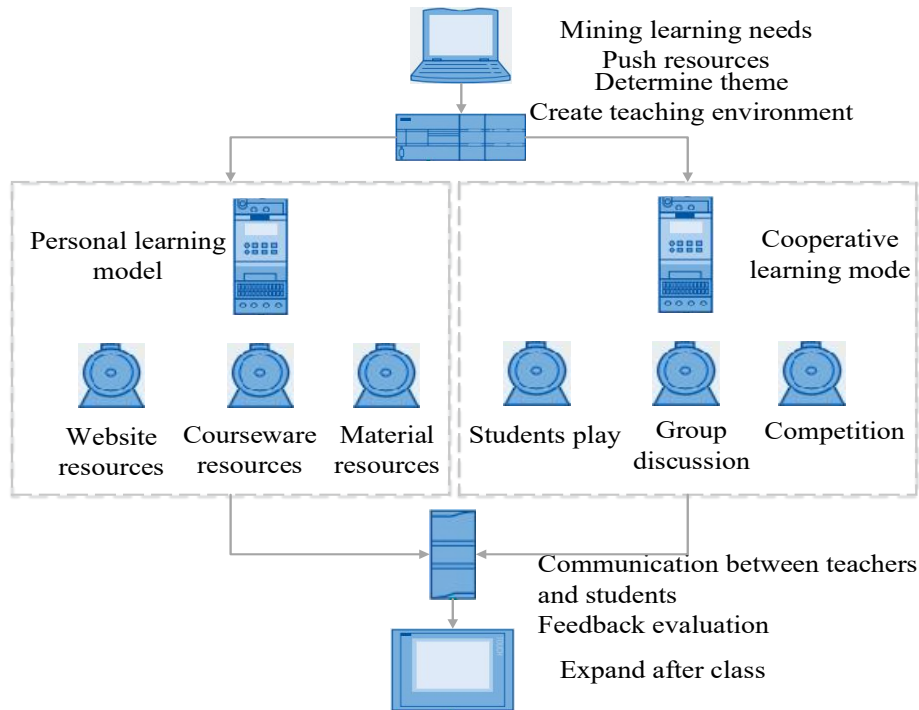 Mining learning needs
Push resources
Determine theme
Create teaching environment
Personal learning
model
Cooperative
learning mode
Website
resources
Courseware
resources
Material
resources
Students play
Group
discussion
Competition
Communication between teachers
and students
Feedback evaluation
Expand after class